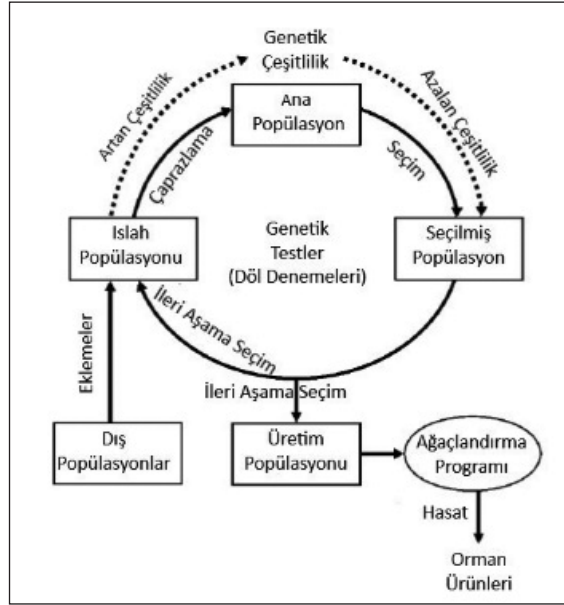 Genetik
Çeşitlilik
Artan Çeşitlilik
Azalan Çeşitlilik
Ana
Popülasyon
Çaprazlama
Seçim
Islah
Popülasyonu
Genetik
Testler
(Döl Denemeleri)
Seçilmiş
Popülasyon
İleri Aşama Seçim
Eklemeler
İleri Aşama Seçim
Dış
Popülasyonlar
Üretim
Popülasyonu
Ağaçlandırma
Programı
Hasat
Orman
Ürünleri